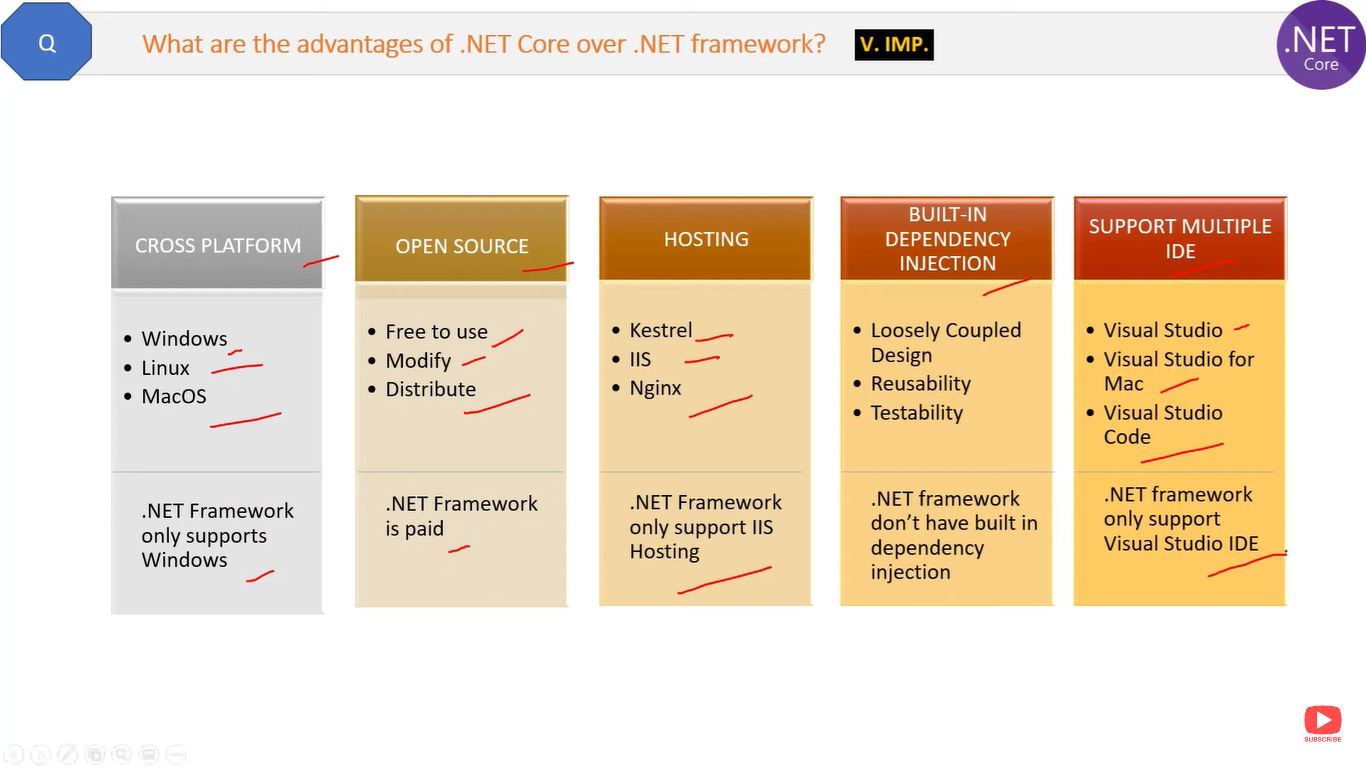 Q
What are the advantages of .NET Core over .NET framework?
V. IMP.
.NET
Core
CROSS PLATFORM
• Windows
• Linux
• MacOS
.NET Framework
only supports
Windows
OPEN SOURCE
• Free to use
• Modify
• Distribute
.NET Framework
is paid
HOSTING
• Kestrel
• IIS
• Nginx
.NET Framework
only support IIS
Hosting
BUILT-IN
DEPENDENCY
INJECTION
• Loosely Coupled
Design
• Reusability
• Testability
.NET framework
don’t have built in
dependency
injection
SUPPORT MULTIPLE
IDE
• Visual Studio
• Visual Studio for
Mac
• Visual Studio
Code
.NET framework
only support
Visual Studio IDE
SUBSCRIBE